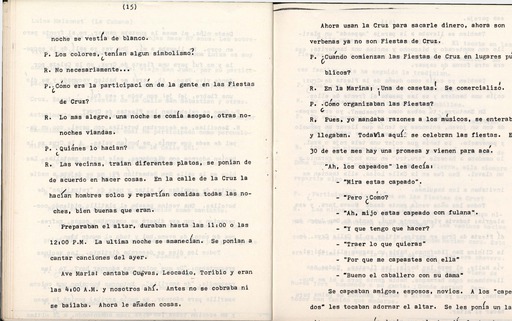 (15)
noche se vestía de blanco.
P. Los colores, ¿tenían algun simbolismo?
R. No necesariamente...
P. ¿Cómo era la participación de la gente en las Fiestas
de Cruz?
R. Lo mas alegre, una noche se comía asopao, otras no-
noches viandas.
P. ¿Quiénes lo hacían?
R. Las vecinas, traían diferentes platos, se ponían de
de acuerdo en hacer cosas. En la calle de la Cruz la
hacían hombres solos y repartían comidas todas las no-
ches, bien buenas que eran.
Preparaban el altar, duraban hasta las 11:00 o las
12:00 P.M. La ultima noche se amanecían. Se ponían a
cantar canciones del ayer.
Ave María: cantaba Cuevas, Leocadio, Toribio y eran
las 4:00 A.M. y nosotros ahí. Antes no se cobraba ni
se bailaba. Ahora le añaden cosas.
Ahora usan la Cruz para sacarle dinero, ahora son
verbenas ya no son Fiestas de Cruz.
P. ¿Cuándo comienzan las Fiestas de Cruz en lugares pú
blicos?
R. En la Marina; ¡Uns de casetas! Se comercializó.
P. ¿Cómo organizaban las Fiestas?
R. Pues, yo mandaba razones a los músicos, se enterab
y llegaban. Todavía aquí: se celebran las fiestas. E
30 de este mes hay una promesa y vienen para acá.
"Ah, los capeados" les decía:
- "Mira estas capeado".
- "Pero ¿Como?
- "Ah, mijo estas capeado con fulana".
- "Y que tengo que hacer?
- "Traer lo que quieras"
- "Por que me capeastes con ella"
- "Bueno el caballero con su dama"
Se capeaban amigos, esposos, novios. A los "cape
dos" les tocaban adornar el altar. Se les ponía un la